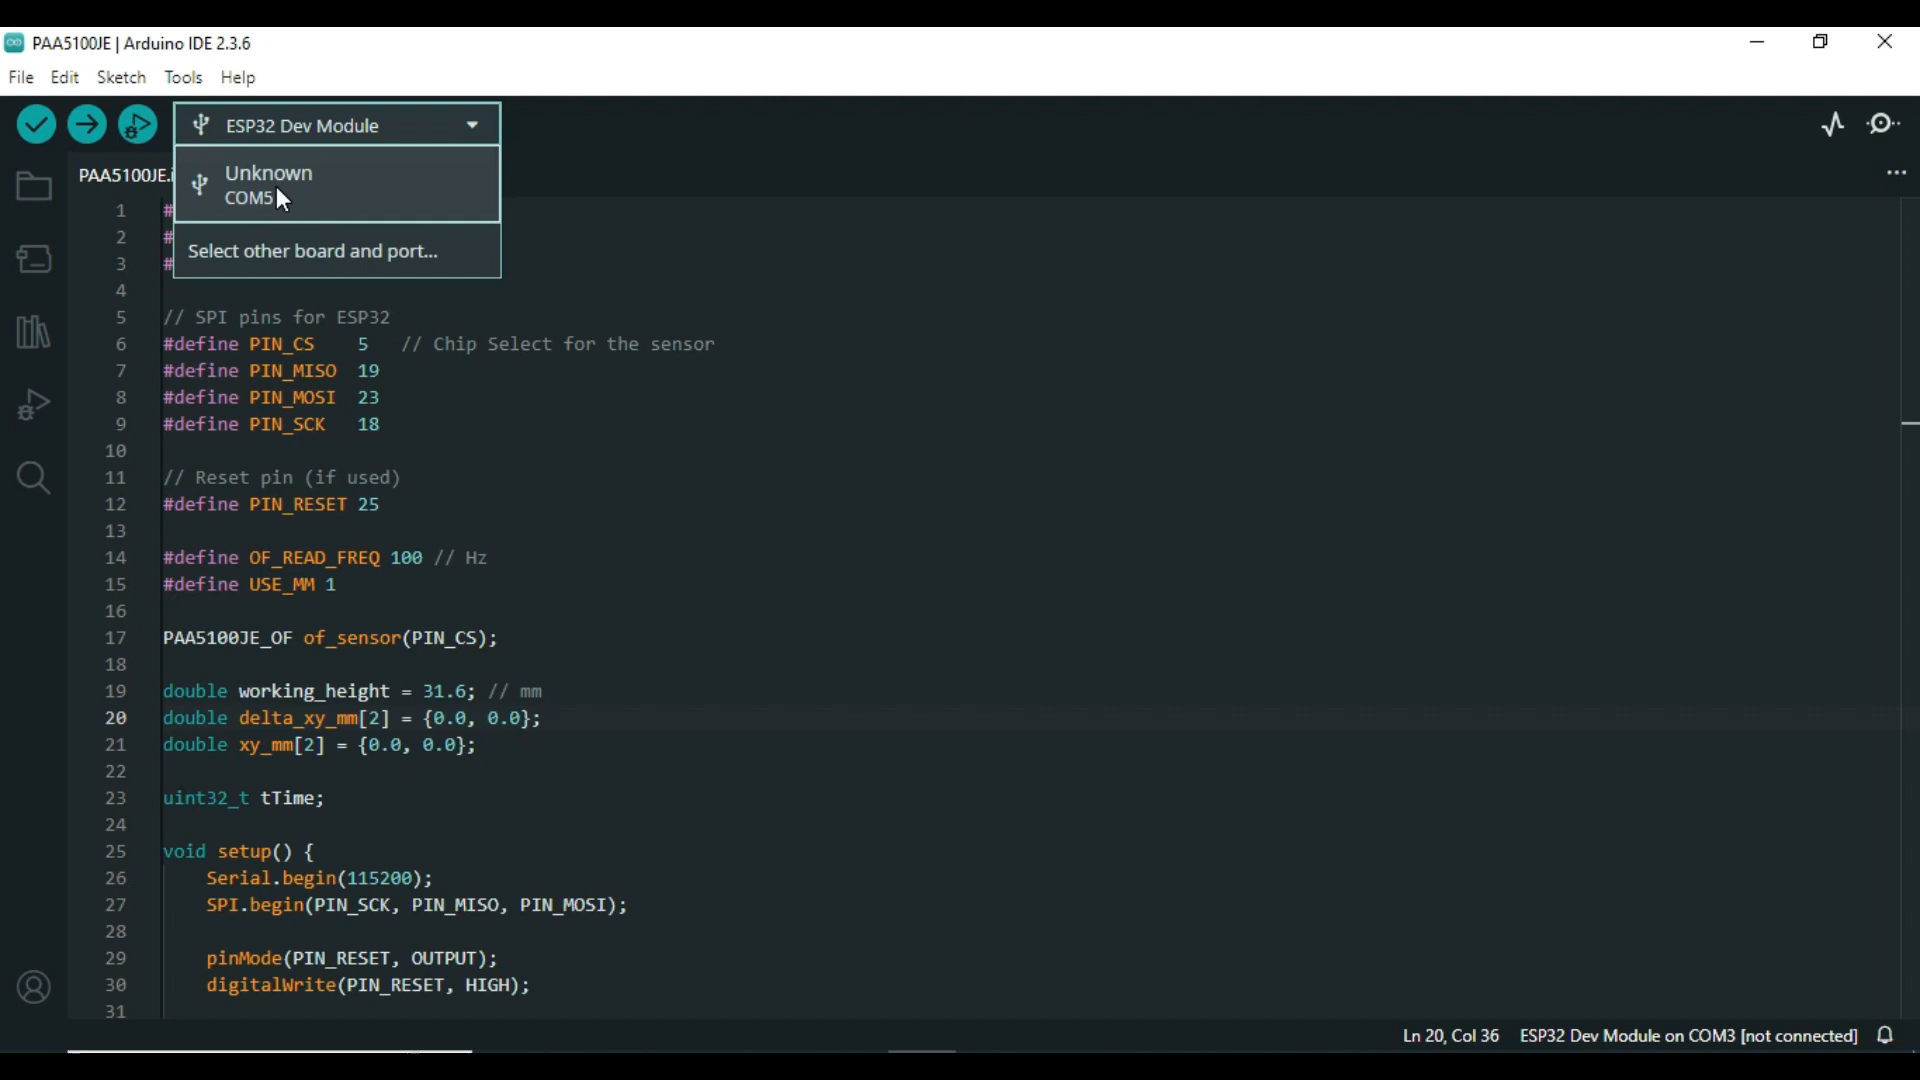 PAA5100JE | Arduino IDE 2.3.6
File Edit Sketch Tools Help
ESP32 Dev Module
Unknown
COM5
Select other board and port...
PAA5100JE.i
1 #
2 #
3 #
4
5 // SPI pins for ESP32
6 #define PIN_CS 5 // Chip Select for the sensor
7 #define PIN_MISO 19
8 #define PIN_MOSI 23
9 #define PIN_SCK 18
10
11 // Reset pin (if used)
12 #define PIN_RESET 25
13
14 #define OF_READ_FREQ 100 // Hz
15 #define USE_MM 1
16
17 PAA5100JE_OF of_sensor(PIN_CS);
18
19 double working_height = 31.6; // mm
20 double delta_xy_mm[2] = {0.0, 0.0};
21 double xy_mm[2] = {0.0, 0.0};
22
23 uint32_t tTime;
24
25 void setup() {
26 Serial.begin(115200);
27 SPI.begin(PIN_SCK, PIN_MISO, PIN_MOSI);
28
29 pinMode(PIN_RESET, OUTPUT);
30 digitalWrite(PIN_RESET, HIGH);
31
Ln 20, Col 36 ESP32 Dev Module on COM3 [not connected]